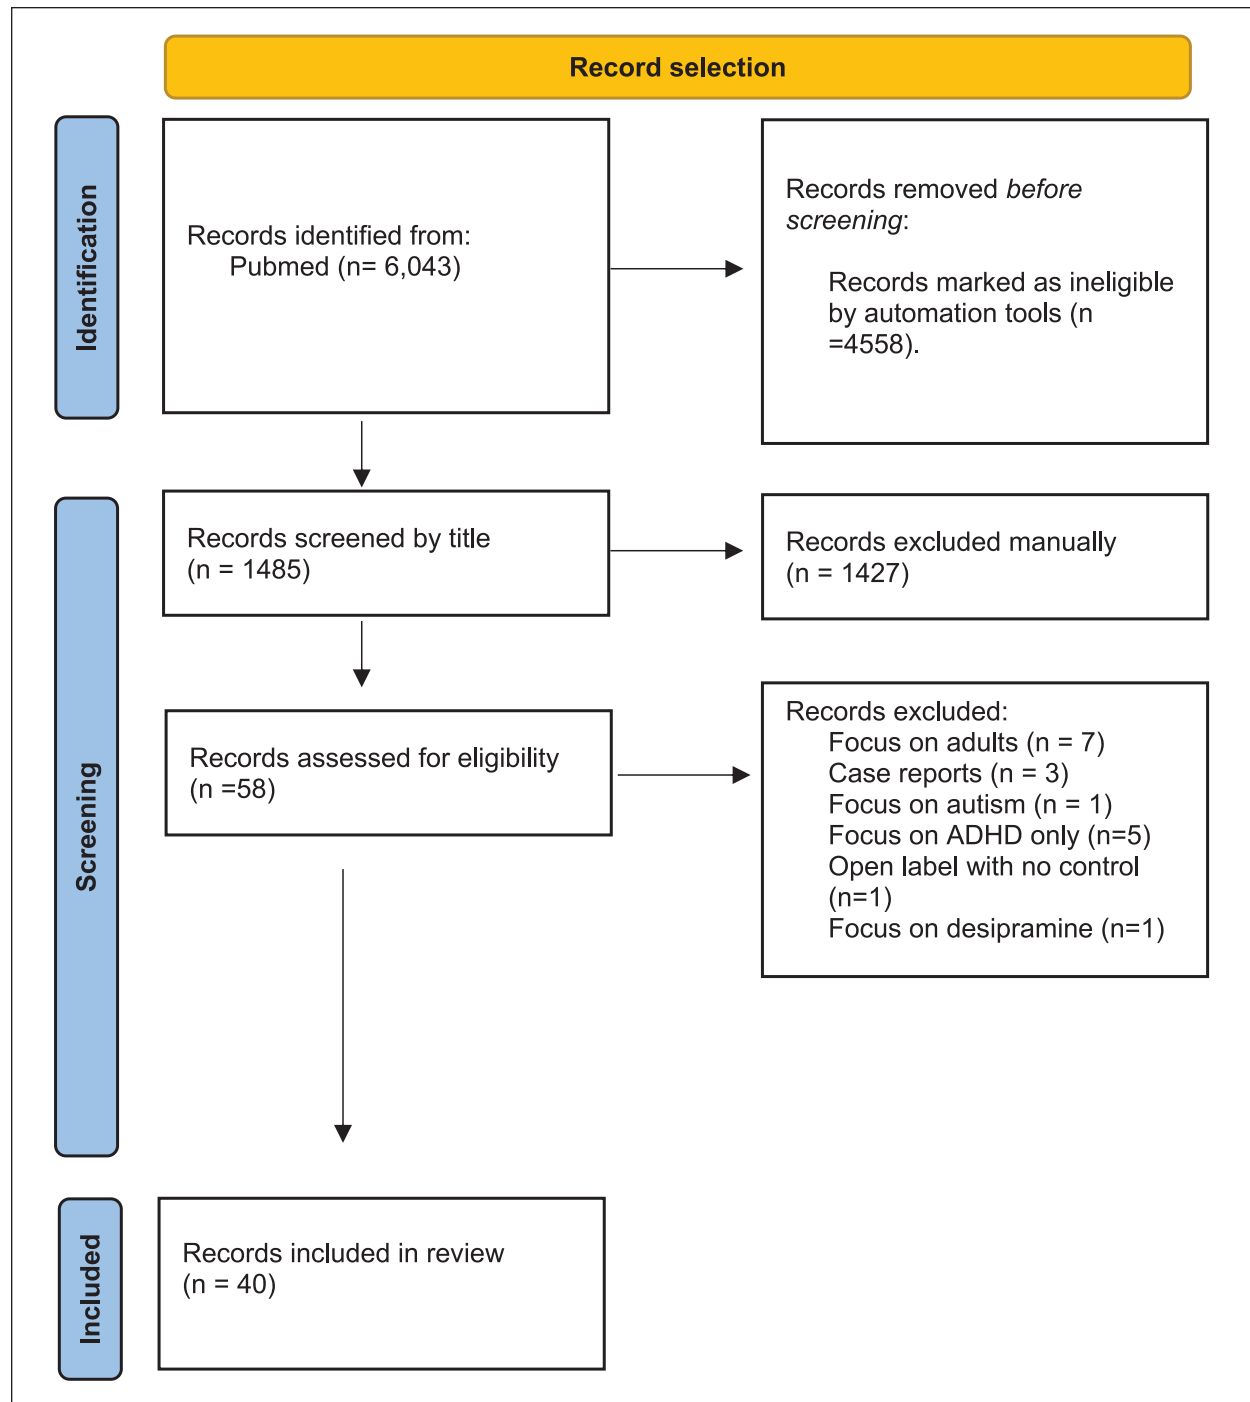 Record selection
Identification
Records identified from:
Pubmed (n= 6,043)
Records removed before
screening:
Records marked as ineligible
by automation tools (n
=4558).
Screening
Records screened by title
(n = 1485)
Records excluded manually
(n = 1427)
Records assessed for eligibility
(n =58)
Records excluded:
Focus on adults (n = 7)
Case reports (n = 3)
Focus on autism (n = 1)
Focus on ADHD only (n=5)
Open label with no control
(n=1)
Focus on desipramine (n=1)
Included
Records included in review
(n = 40)